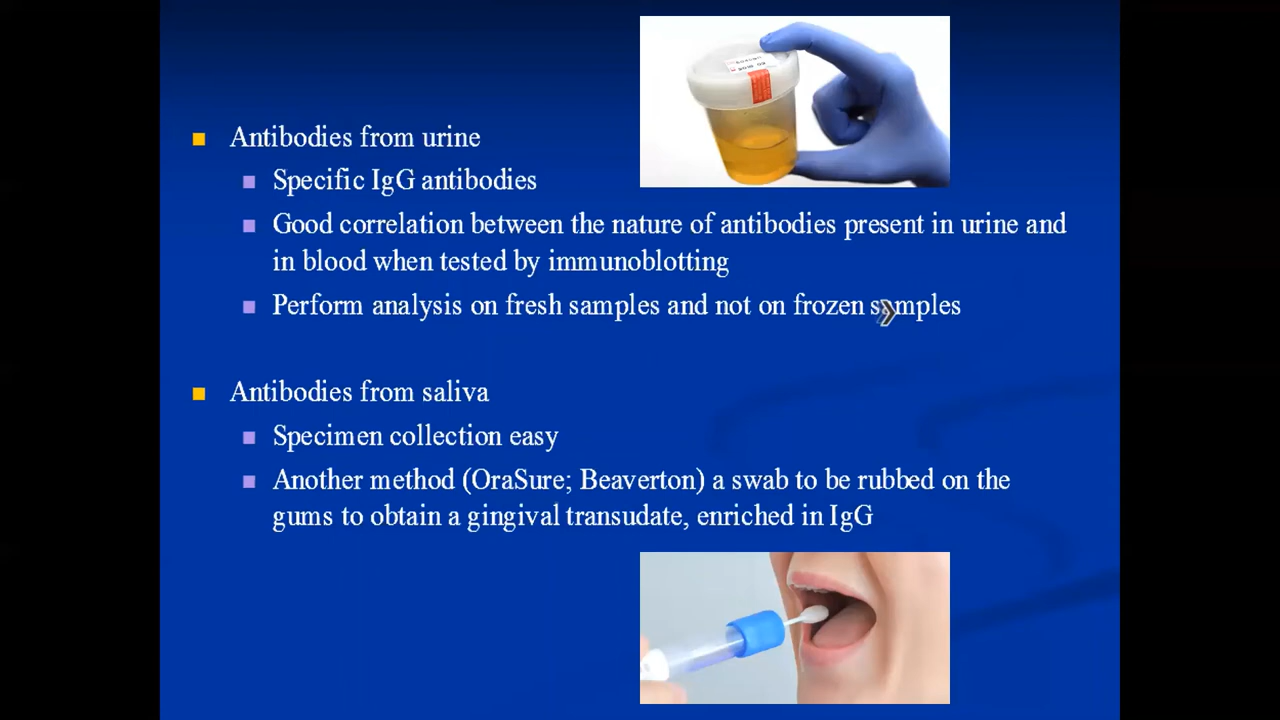 Antibodies from urine
Specific IgG antibodies
Good correlation between the nature of antibodies present in urine and
in blood when tested by immunoblotting
Perform analysis on fresh samples and not on frozen samples
Antibodies from saliva
Specimen collection easy
Another method (OraSure; Beaverton) a swab to be rubbed on the
gums to obtain a gingival transudate, enriched in IgG